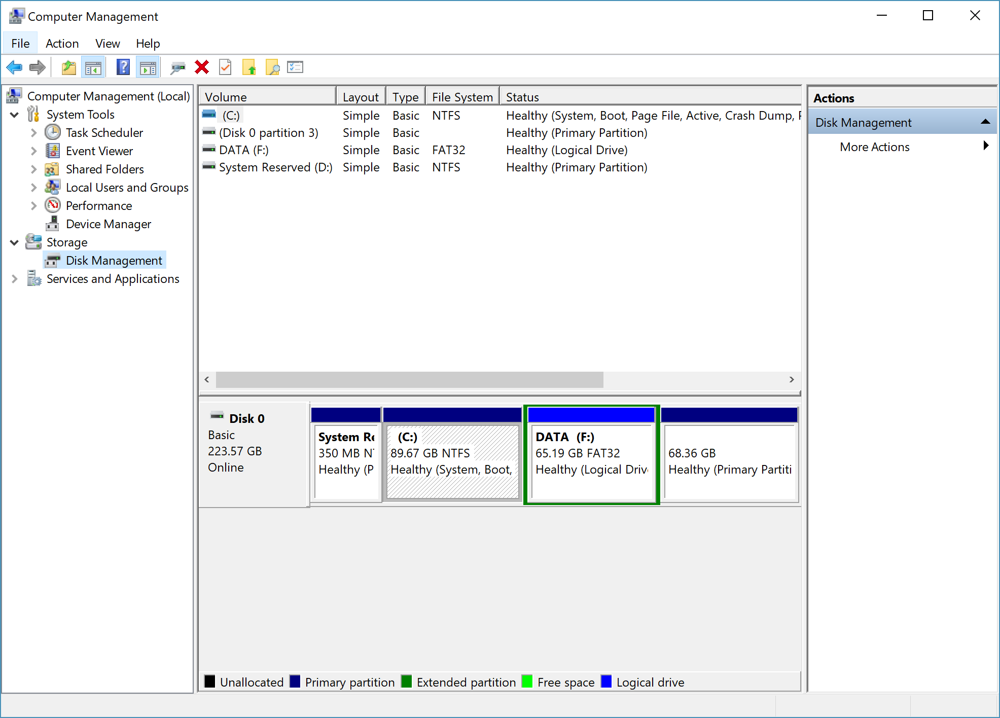 Computer Management
File Action View Help
Computer Management (Local)
System Tools
Task Scheduler
Event Viewer
Shared Folders
Local Users and Groups
Performance
Device Manager
Storage
Disk Management
Services and Applications
Volume Layout Type File System Status
(C:) Simple Basic NTFS Healthy (System, Boot, Page File, Active, Crash Dump,
(Disk 0 partition 3) Simple Basic Healthy (Primary Partition)
DATA (F:) Simple Basic FAT32 Healthy (Logical Drive)
System Reserved (D:) Simple Basic NTFS Healthy (Primary Partition)
Disk 0
Basic
223.57 GB
Online
System Re
350 MB NT
Healthy (P
(C:)
89.67 GB NTFS
Healthy (System, Boot,
DATA (F:)
65.19 GB FAT32
Healthy (Logical Driv
68.36 GB
Healthy (Primary Partiti
Unallocated Primary partition Extended partition Free space Logical drive
Actions
Disk Management
More Actions